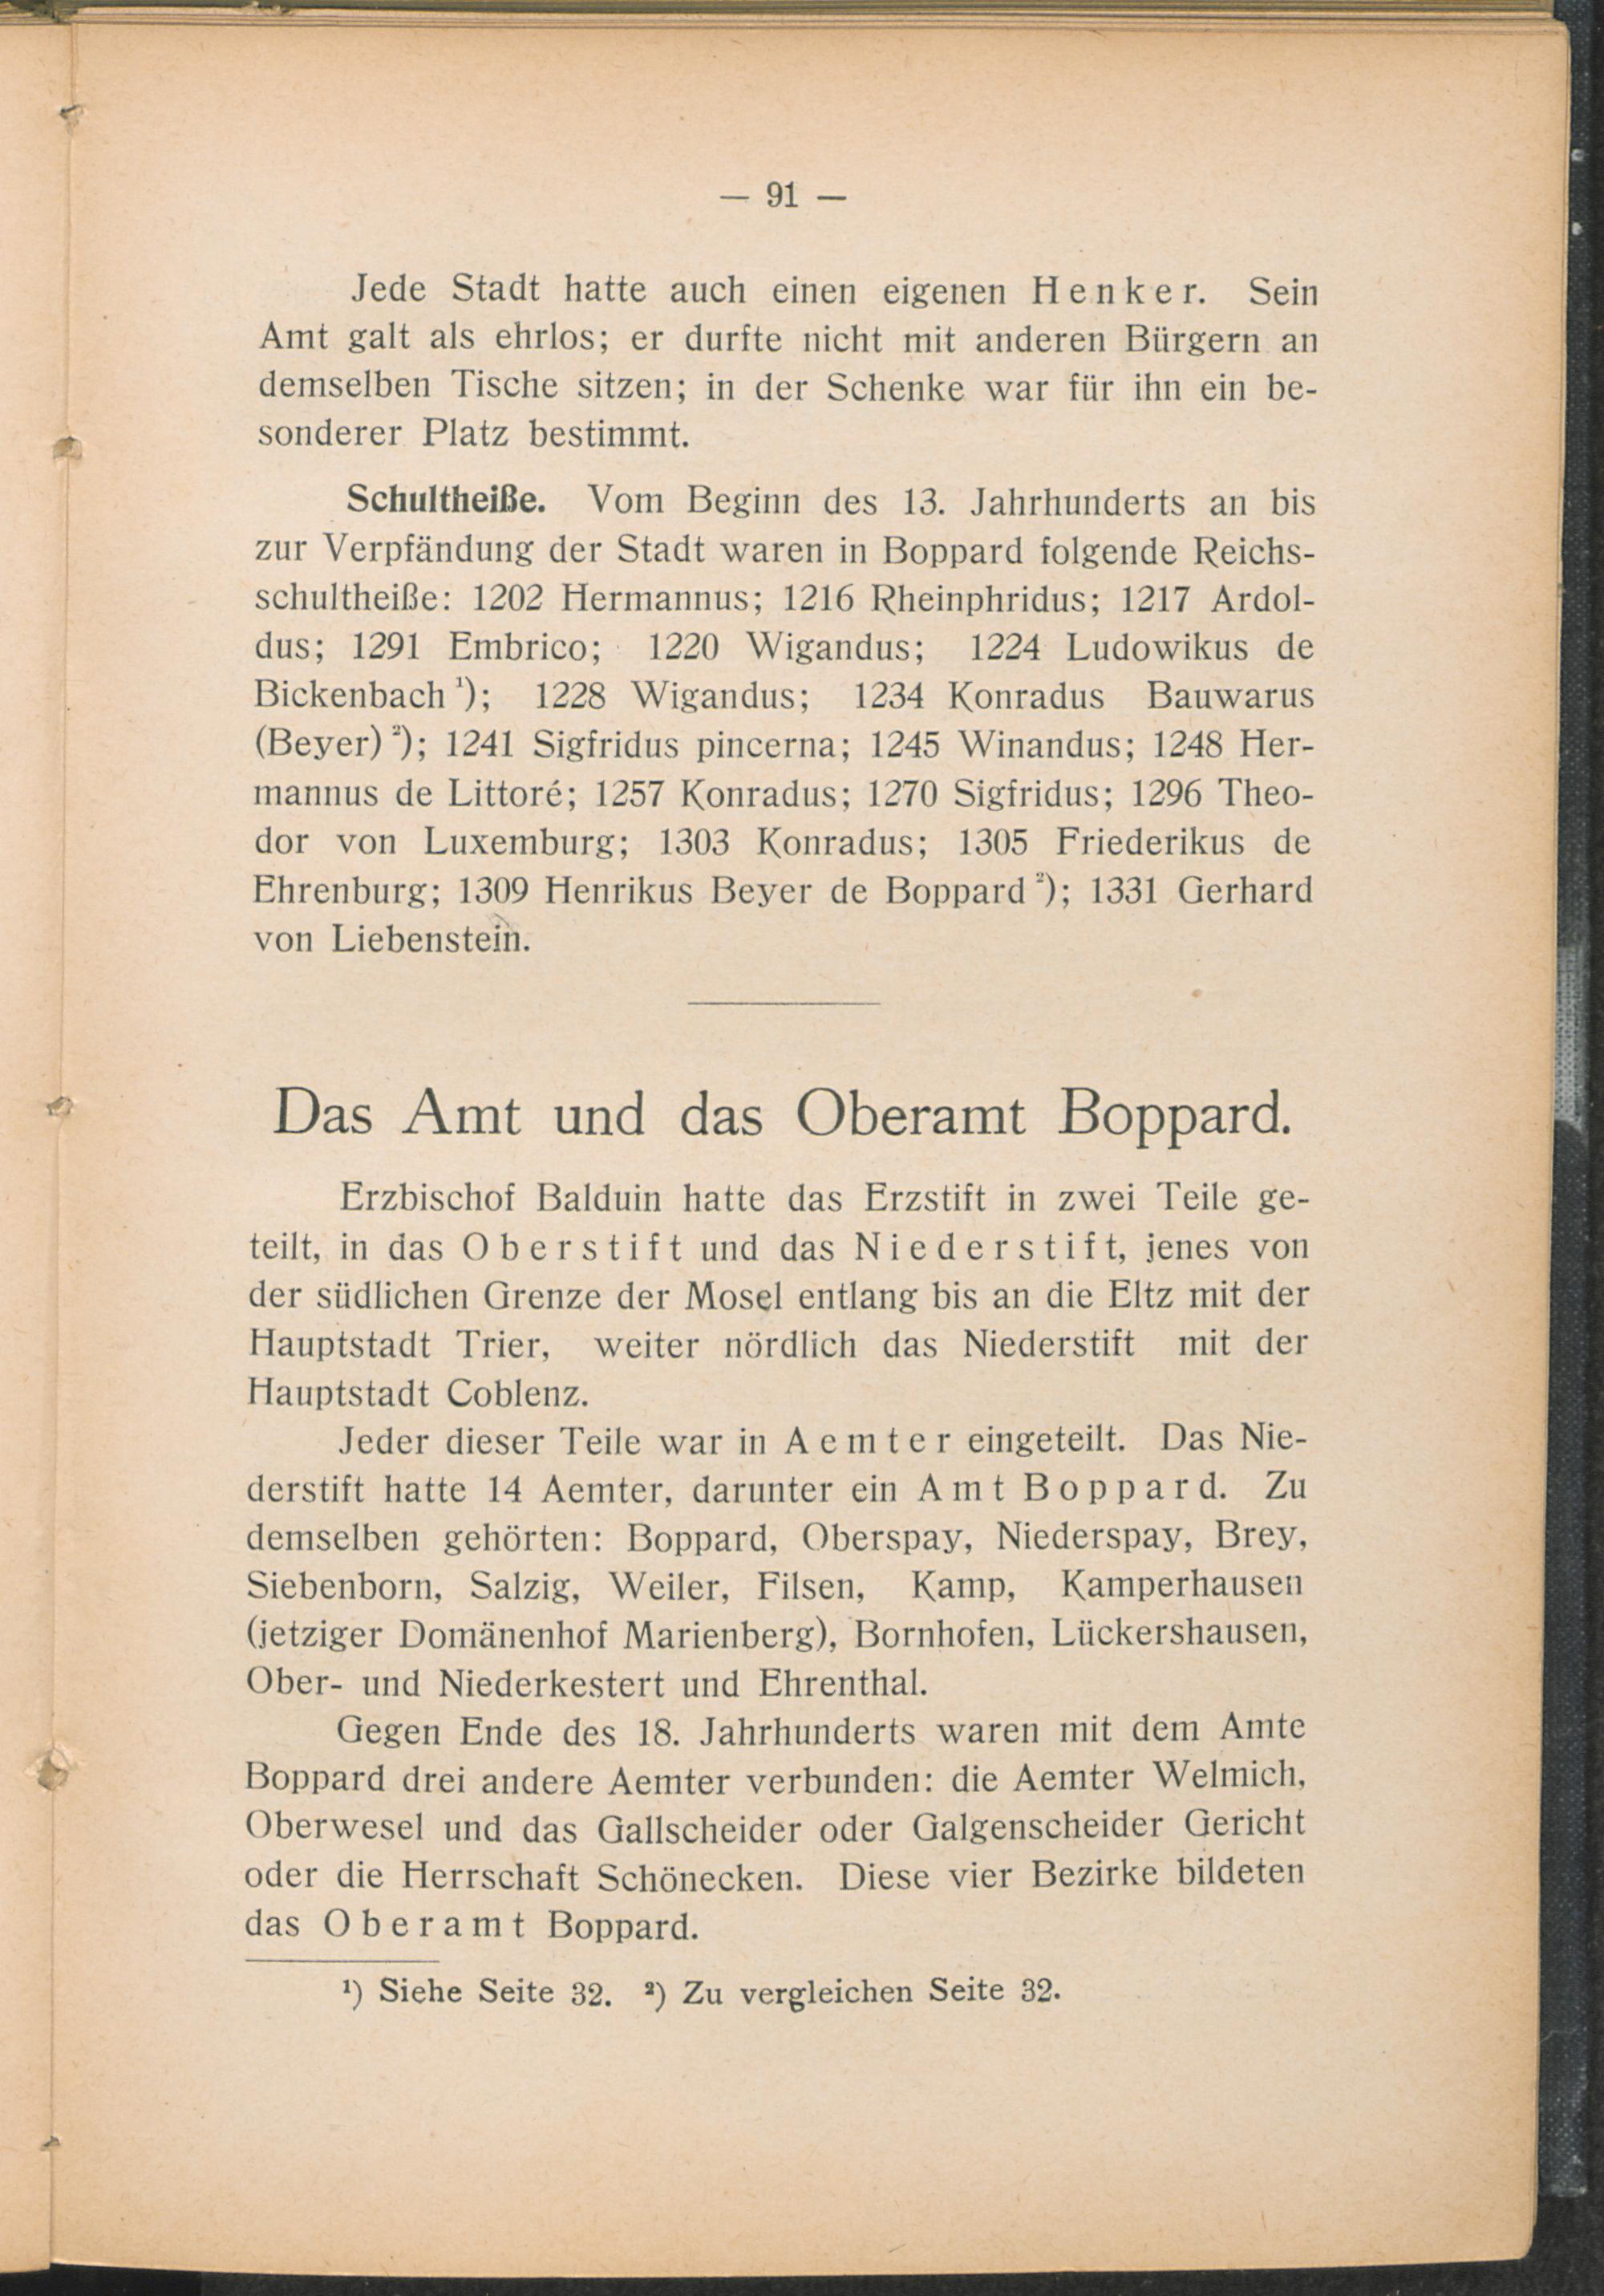 — 91 —
Jede Stadt hatte auch einen eigenen Henker. Sein
Amt galt als ehrlos; er durfte nicht mit anderen Bürgern an
demselben Tische sitzen; in der Schenke war für ihn ein be-
sonderer Platz bestimmt.
Schultheiße. Vom Beginn des 13. Jahrhunderts an bis
zur Verpfändung der Stadt waren in Boppard folgende Reichs-
schultheiße: 1202 Hermannus; 1216 Rheinphridus; 1217 Ardol-
dus; 1291 Embrico; 1220 Wigandus; 1224 Ludowikus de
Bickenbach ¹); 1228 Wigandus; 1234 Konradus Bauwarus
(Beyer) ²); 1241 Sigfridus pincerna; 1245 Winandus; 1248 Her-
mannus de Littoré; 1257 Konradus; 1270 Sigfridus; 1296 Theo-
dor von Luxemburg; 1303 Konradus; 1305 Friederikus de
Ehrenburg; 1309 Henrikus Beyer de Boppard ²); 1331 Gerhard
von Liebenstein.
Das Amt und das Oberamt Boppard.
Erzbischof Balduin hatte das Erzstift in zwei Teile ge-
teilt, in das Oberstift und das Niederstift, jenes von
der südlichen Grenze der Mosel entlang bis an die Eltz mit der
Hauptstadt Trier, weiter nördlich das Niederstift mit der
Hauptstadt Coblenz.
Jeder dieser Teile war in Aemter eingeteilt. Das Nie-
derstift hatte 14 Aemter, darunter ein Amt Boppard. Zu
demselben gehörten: Boppard, Oberspay, Niederspay, Brey,
Siebenborn, Salzig, Weiler, Filsen, Kamp, Kamperhausen
(jetziger Domänenhof Marienberg), Bornhofen, Lückershausen,
Ober- und Niederkestert und Ehrenthal.
Gegen Ende des 18. Jahrhunderts waren mit dem Amte
Boppard drei andere Aemter verbunden: die Aemter Welmich,
Oberwesel und das Gallscheider oder Galgenscheider Gericht
oder die Herrschaft Schönecken. Diese vier Bezirke bildeten
das Oberamt Boppard.
¹) Siehe Seite 32. ²) Zu vergleichen Seite 32.